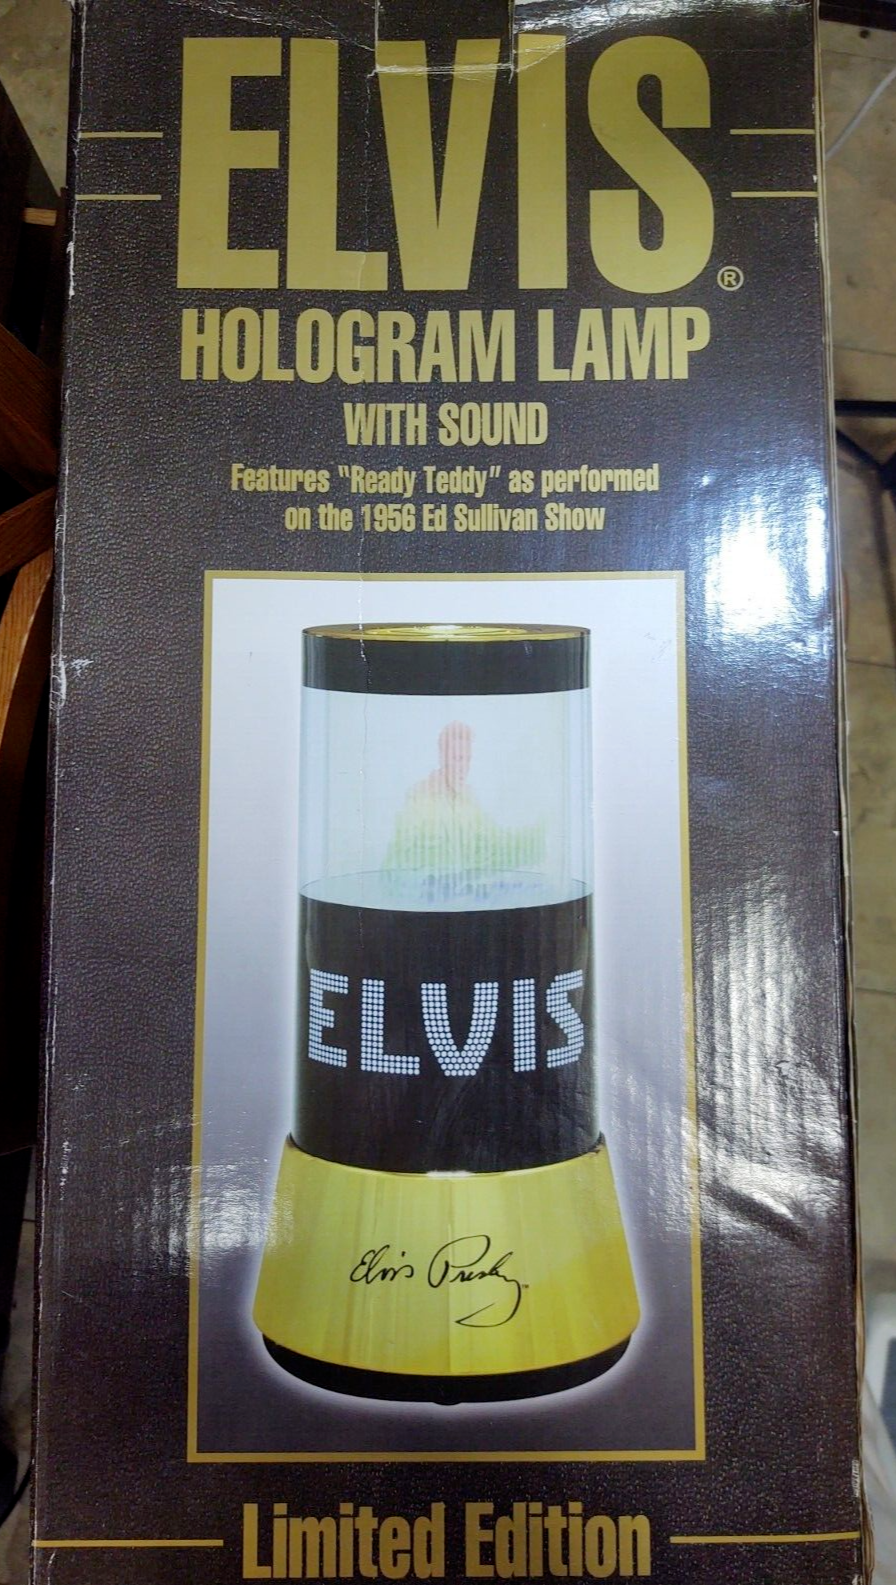 ELVIS®
HOLOGRAM LAMP
WITH SOUND
Features "Ready Teddy" as performed
on the 1956 Ed Sullivan Show
ELVIS
Elvis Presley™
Limited Edition